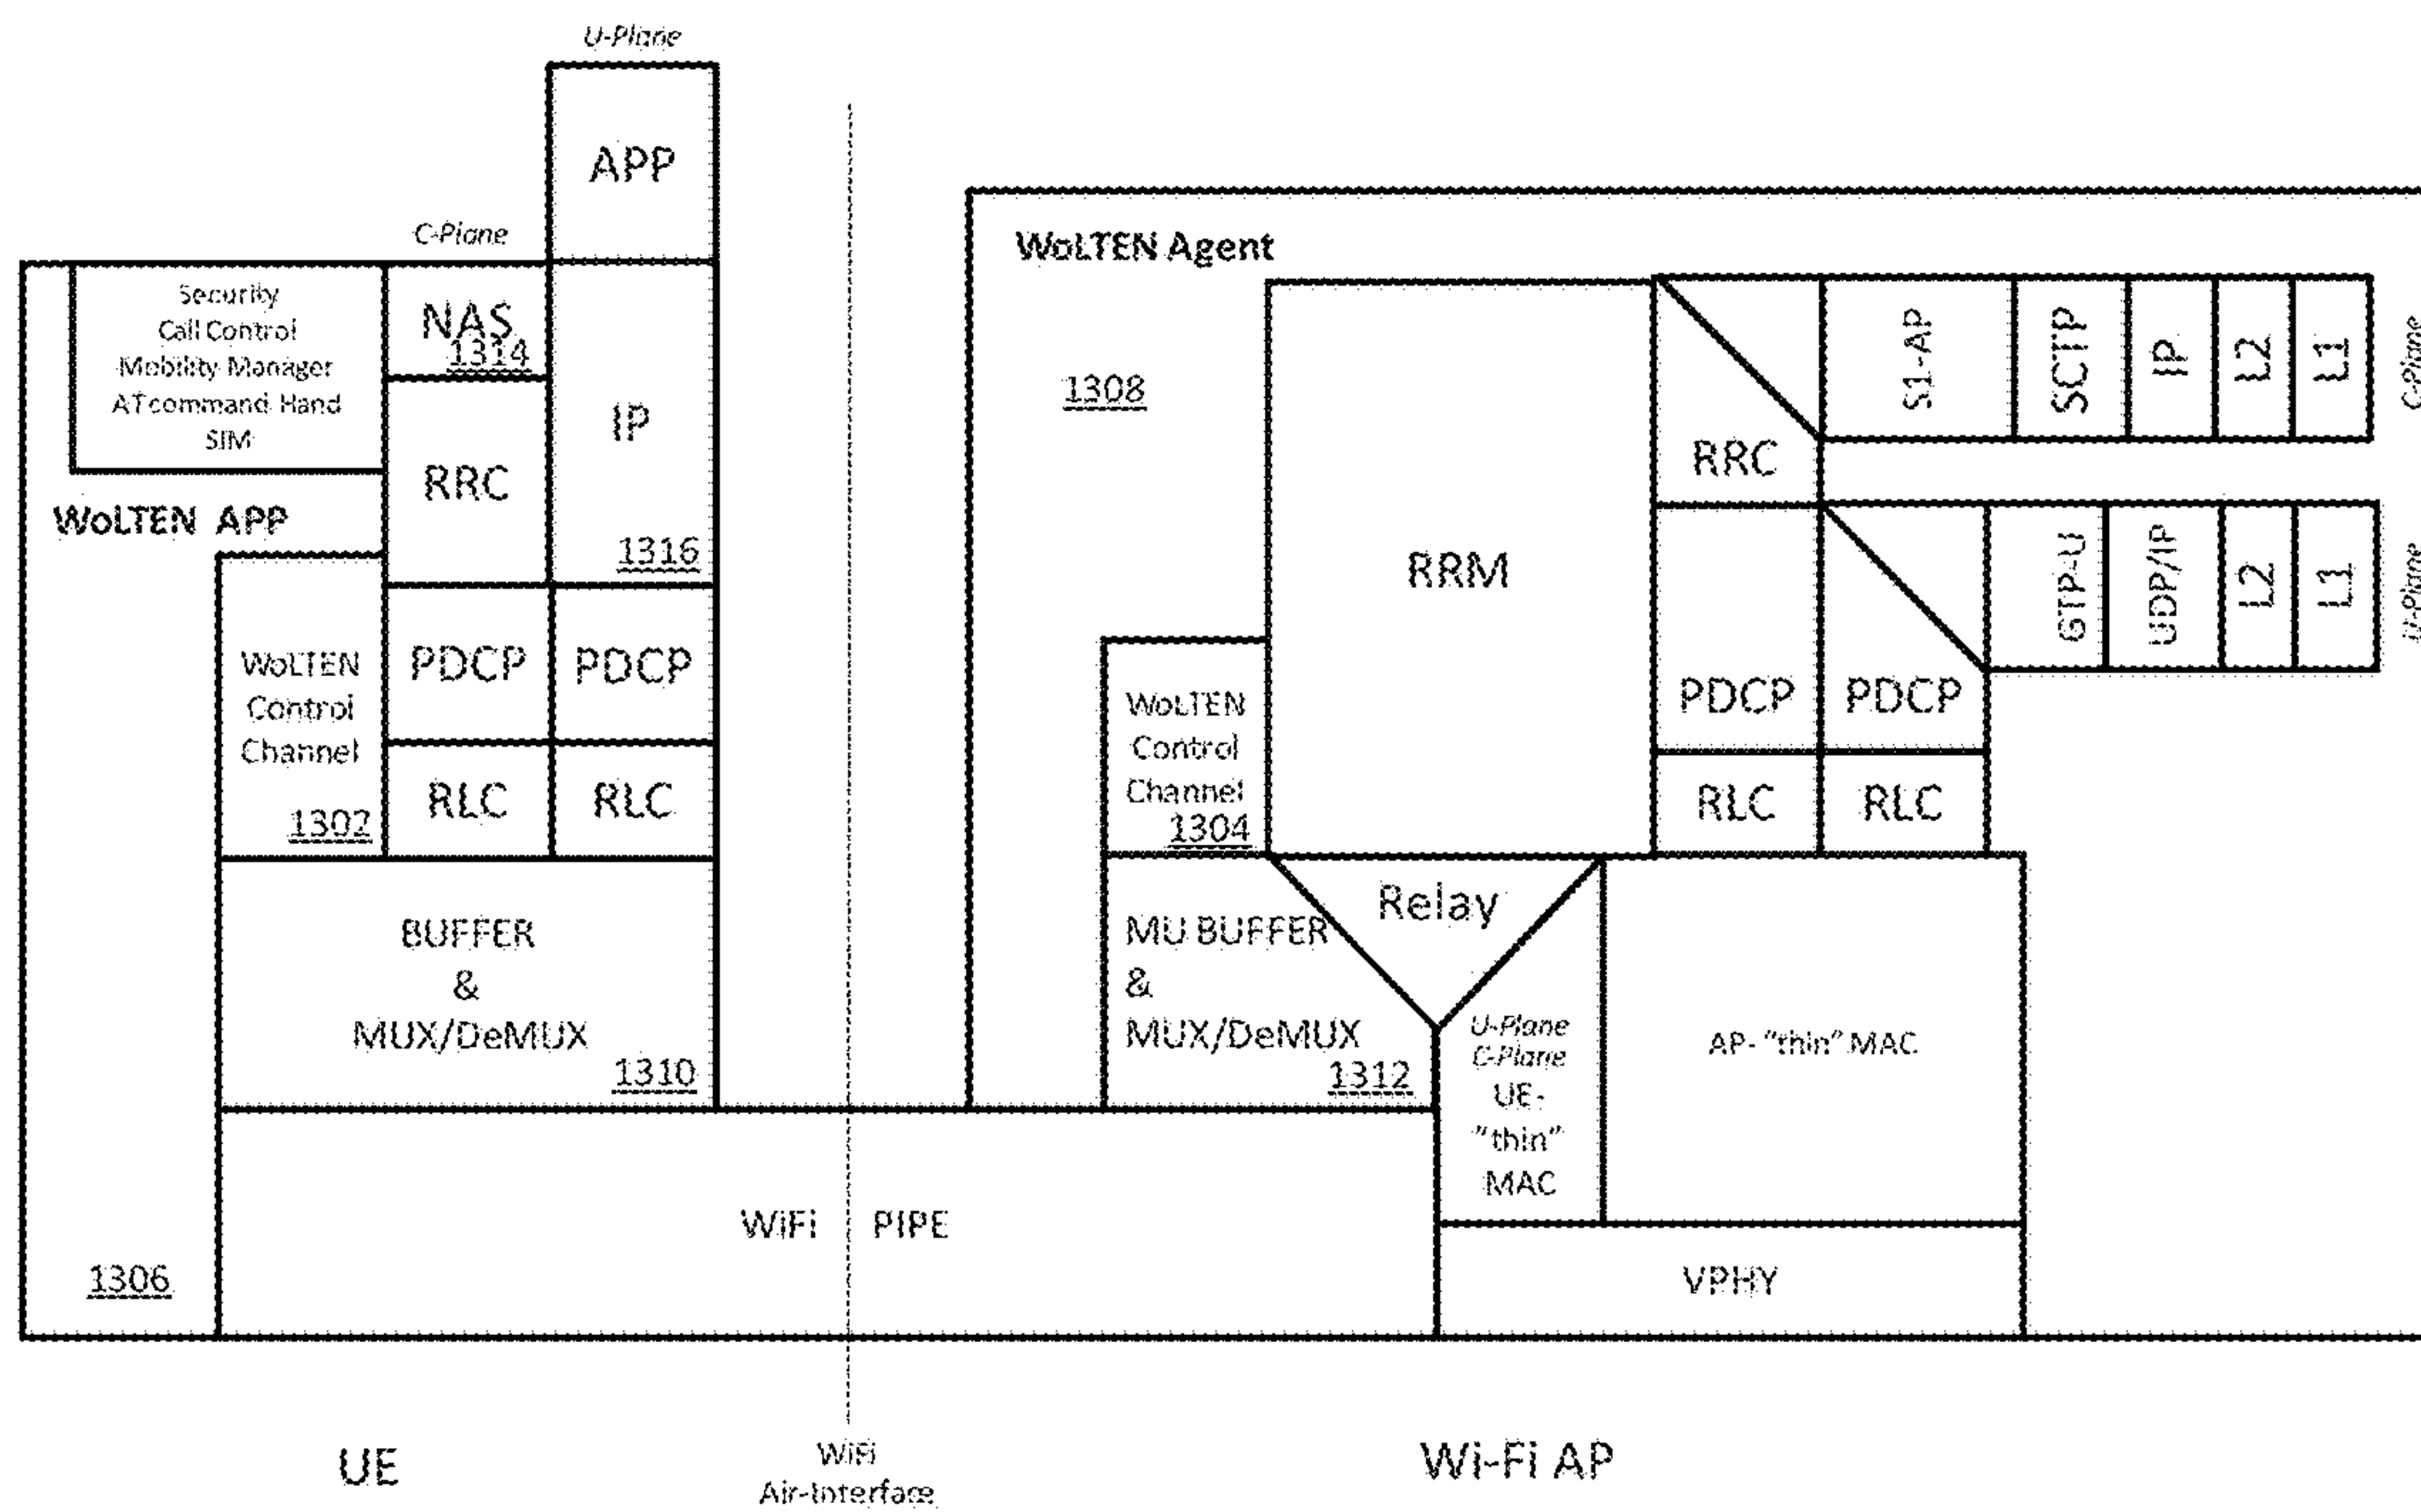 U-Plane
APP
C-Plane
Security
Call Control
Mobility Manager
AT command Hand
SIM
NAS
1314
IP
RRC
1316
WoLTEN APP
WoLTEN
Control
Channel
1302
PDCP
PDCP
RLC
RLC
BUFFER
&
MUX/DeMUX
1310
1306
WiFi PIPE
WoLTEN Agent
1308
RRM
RRC
S1-AP
SCTP
IP
L2
L1
C-Plane
GTP-U
UDP/IP
L2
L1
U-Plane
PDCP
PDCP
RLC
RLC
WoLTEN
Control
Channel
1304
Relay
MU BUFFER
&
MUX/DeMUX
1312
U-Plane
C-Plane
UE-
"thin"
MAC
AP- “thin” MAC
VPHY
UE
WiFi
Air-Interface
Wi-Fi AP